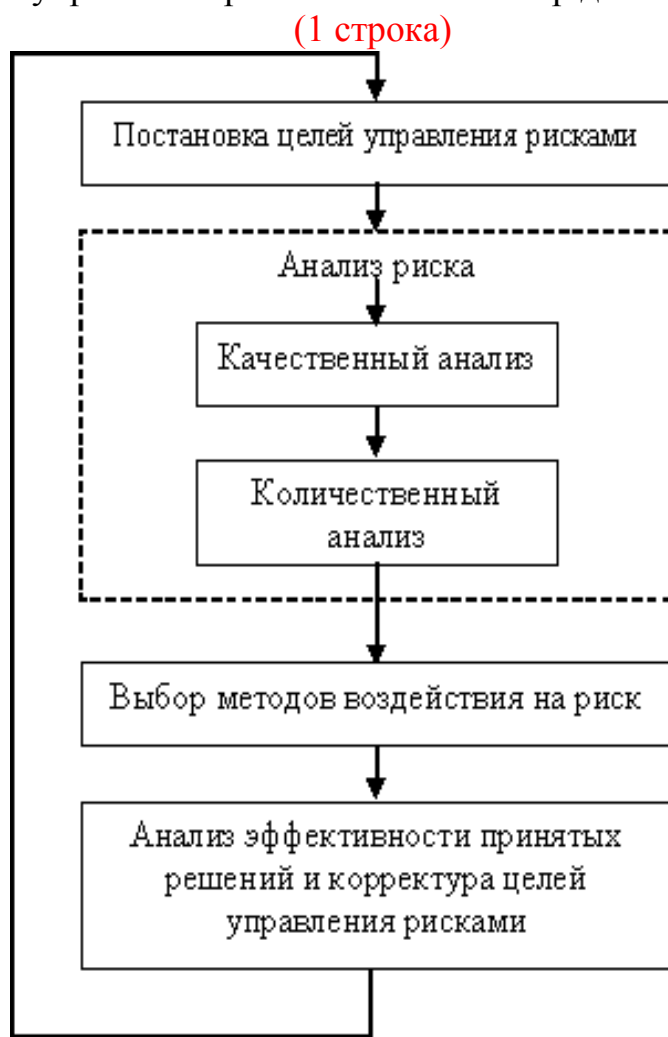 (1 строка)
Постановка целей управления рисками
Анализ риска
Качественный анализ
Количественный
анализ
Выбор методов воздействия на риск
Анализ эффективности принятых
решений и корректура целей
управления рисками